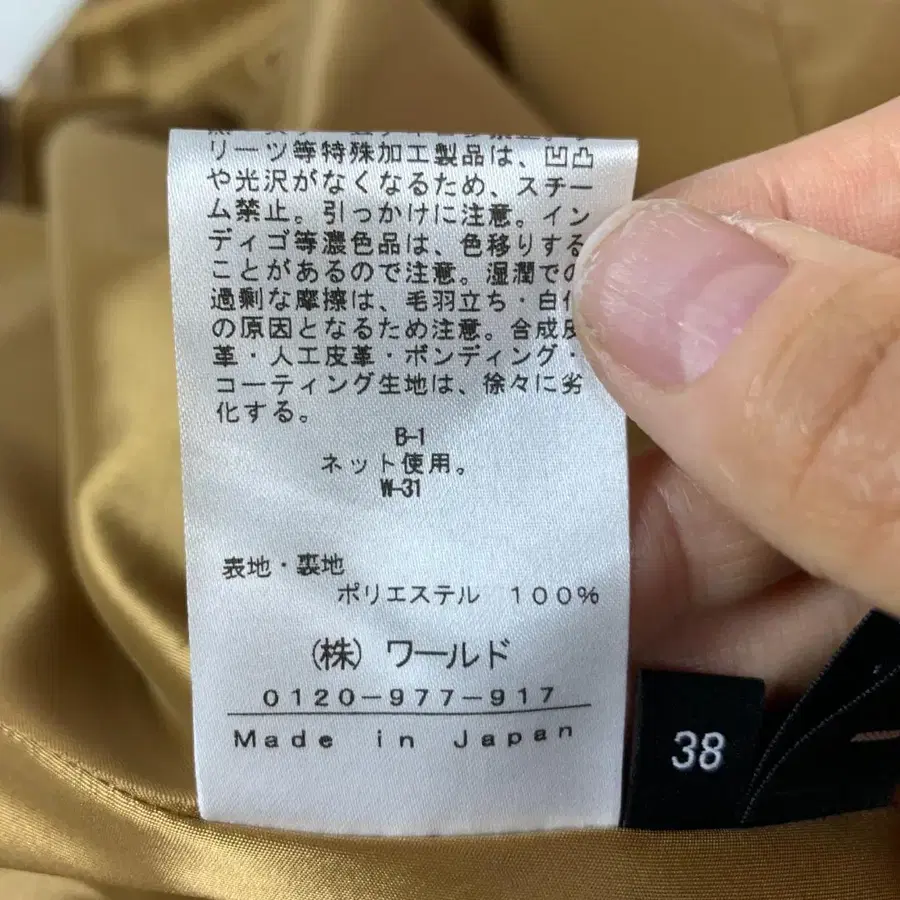 リーツ等特殊加工製品は、凹凸
や光沢がなくなるため、スチー
ム禁止。引っかけに注意。イン
ディゴ等濃色品は、色移りする
ことがあるので注意。湿潤での
過剰な摩擦は、毛羽立ち・白化
の原因となるため注意。合成皮
革・人工皮革・ボンディング・
コーティング生地は、徐々に劣
化する。
B-1
ネット使用。
W-31
表地・裏地
ポリエステル 100%
(株)ワールド
0120-977-917
Made in Japan
38